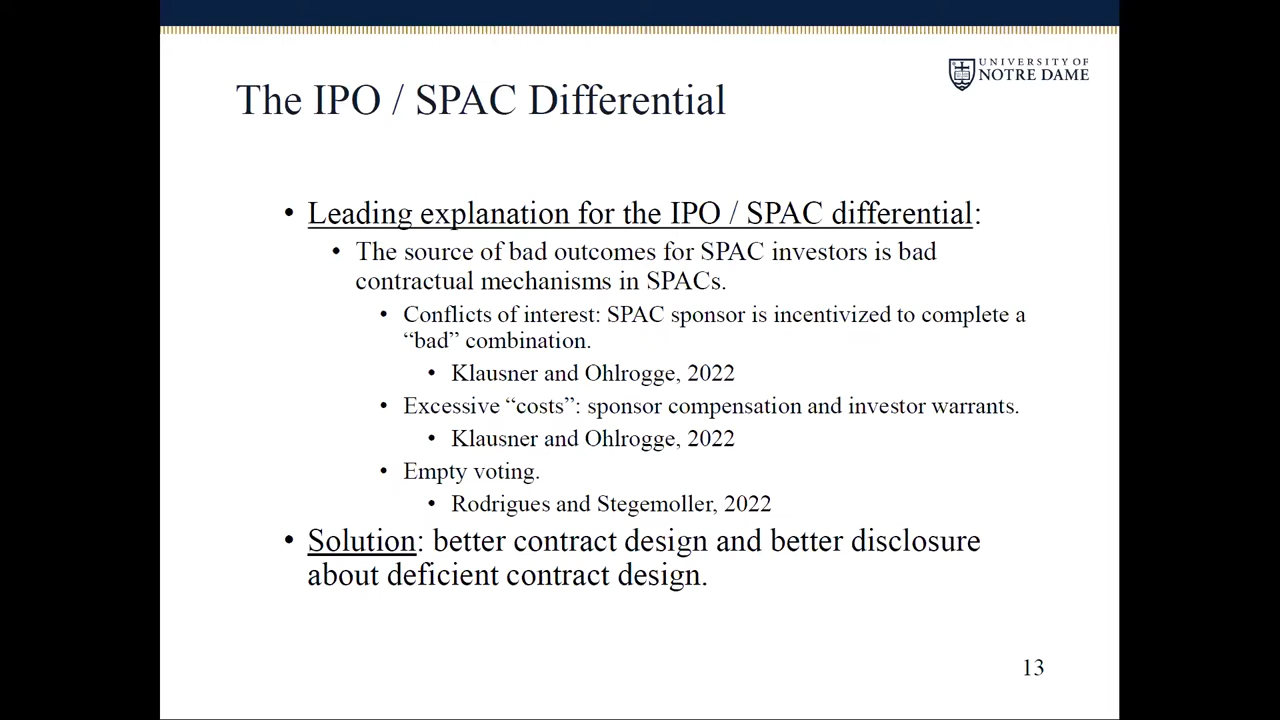 UNIVERSITY OF
NOTRE DAME
The IPO / SPAC Differential
• Leading explanation for the IPO / SPAC differential:
• The source of bad outcomes for SPAC investors is bad
contractual mechanisms in SPACs.
• Conflicts of interest: SPAC sponsor is incentivized to complete a
“bad” combination.
• Klausner and Ohlrogge, 2022
• Excessive “costs”: sponsor compensation and investor warrants.
• Klausner and Ohlrogge, 2022
• Empty voting.
• Rodrigues and Stegemoller, 2022
• Solution: better contract design and better disclosure
about deficient contract design.
13